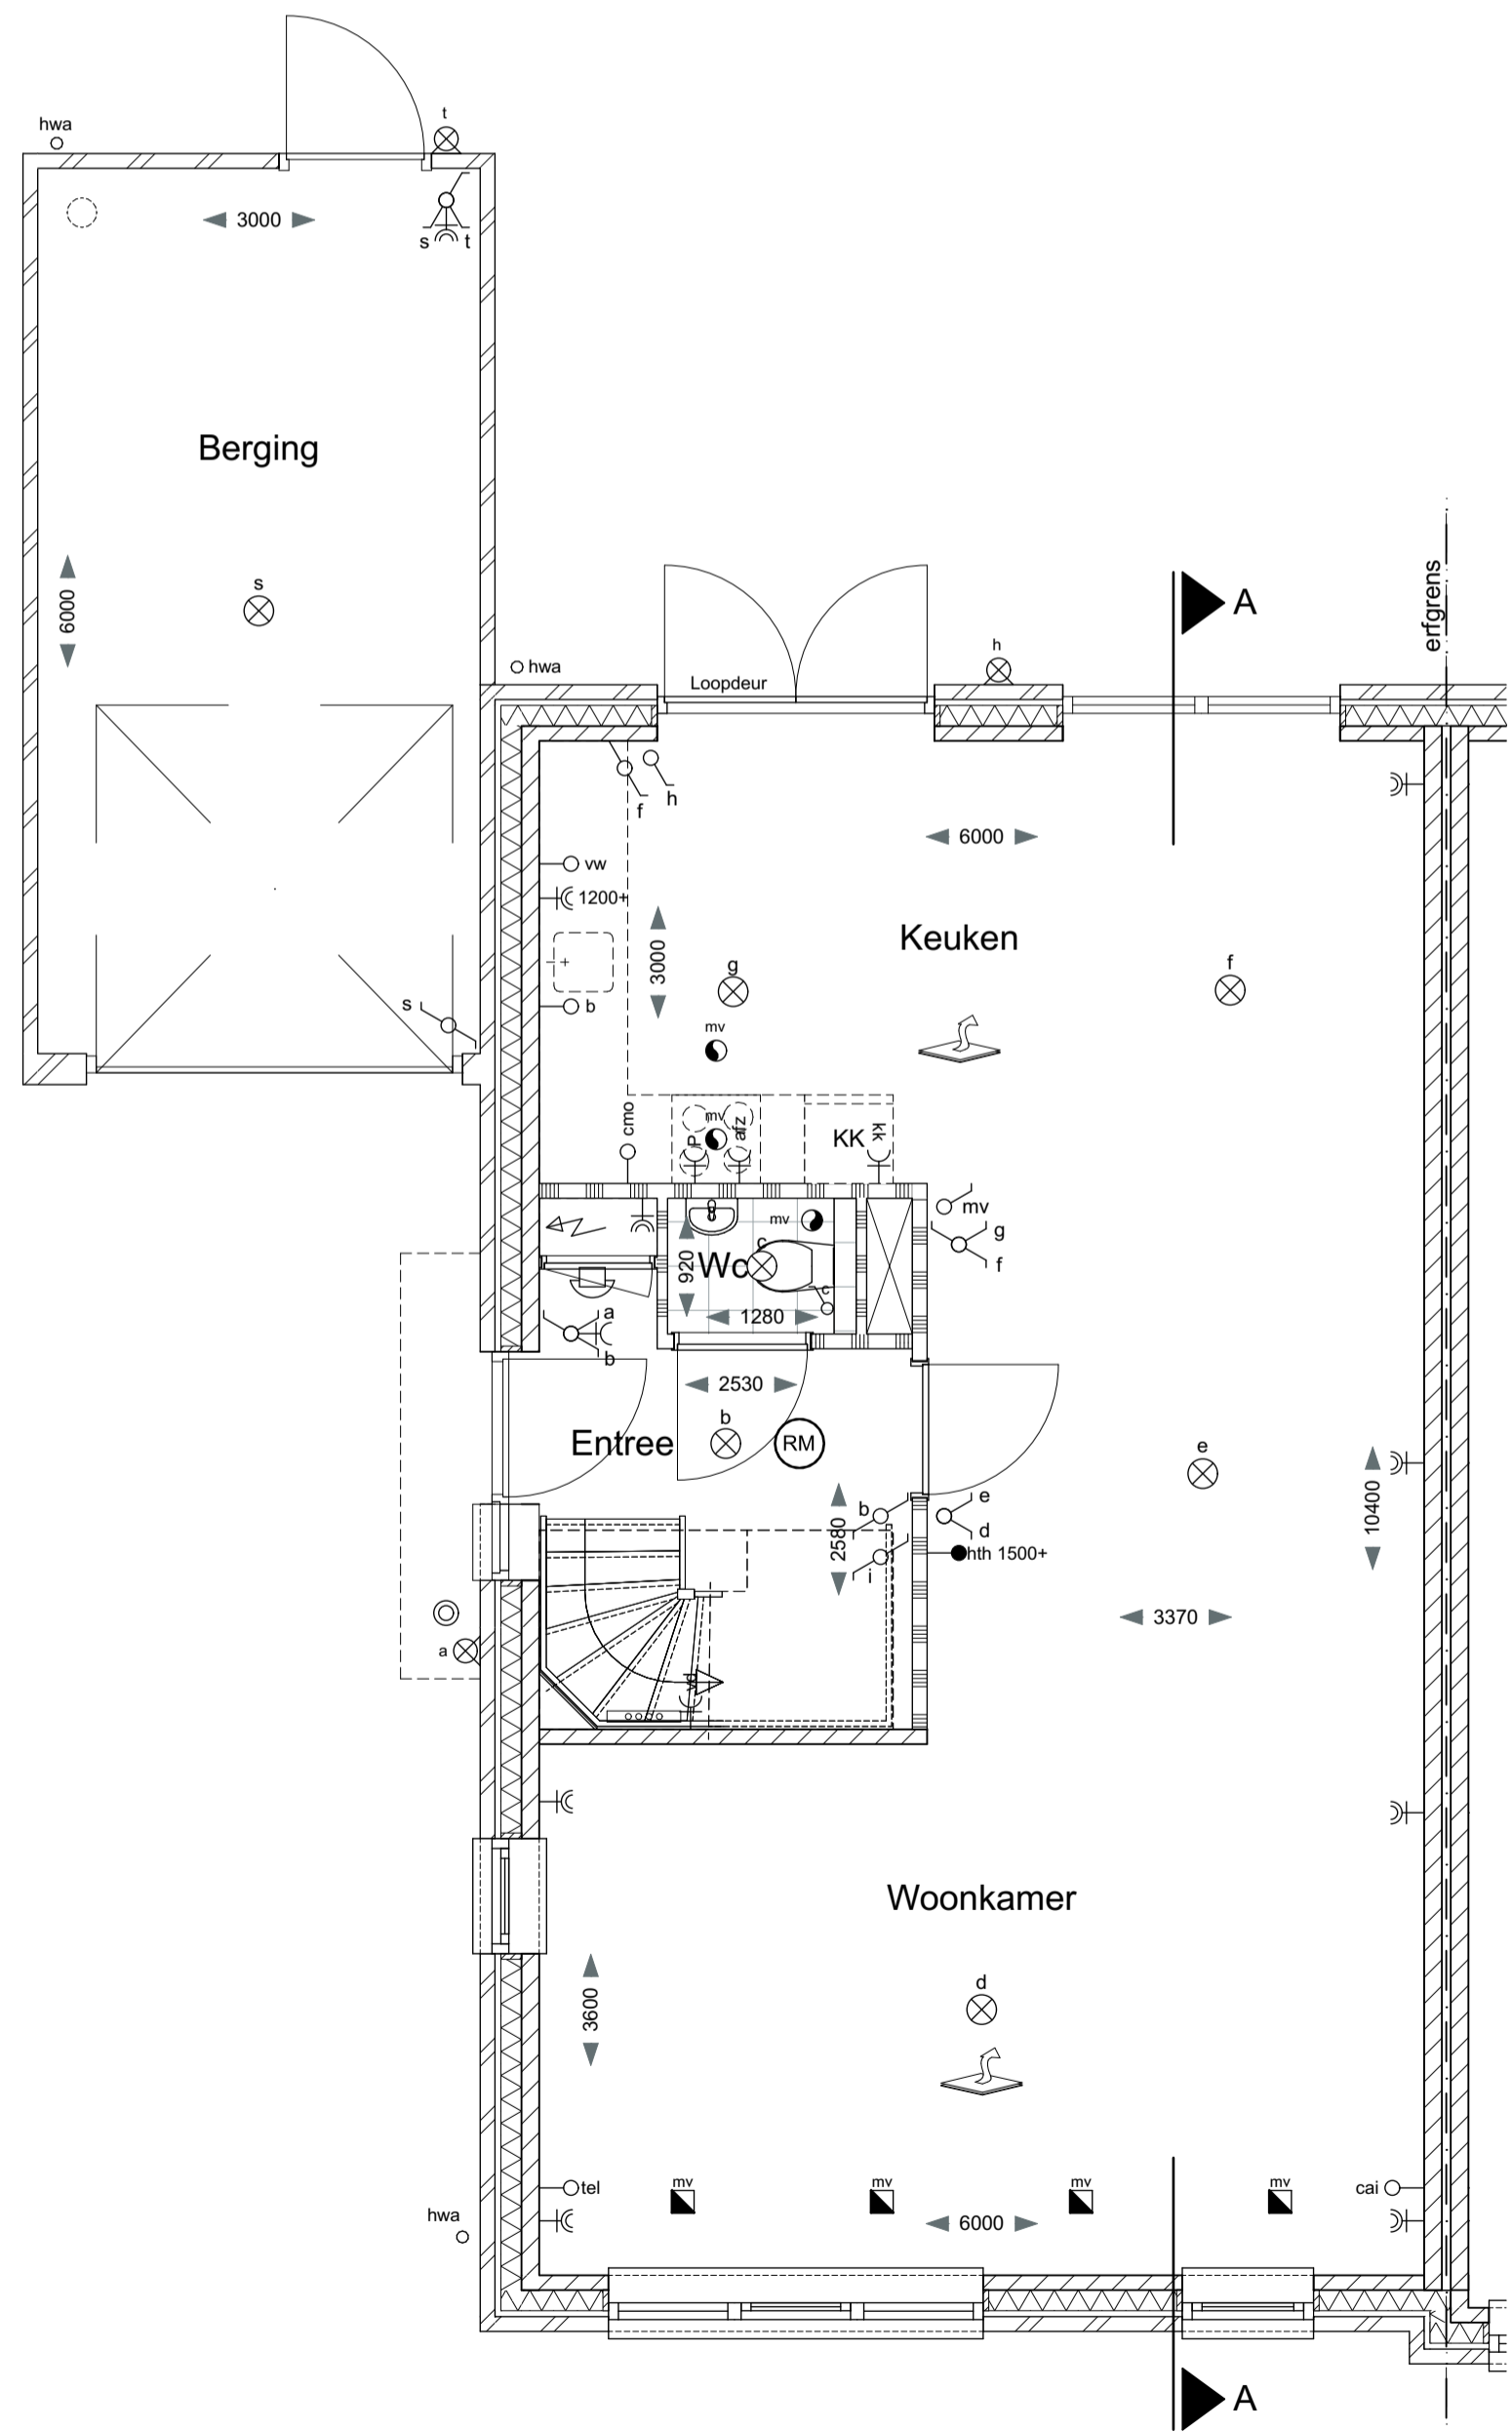 hwa
t
3000
s
t
Berging
s
6000
hwa
Loopdeur
h
A
erfgrens
f
h
6000
vw
1200+
Keuken
3000
g
f
b
mv
s
cmo
mv
P
afz
KK
kk
mv
mv
g
f
c
Wc
920
c
1280
a
b
2530
b
Entree
RM
e
b
e
d
2580
10400
hth 1500+
i
3370
a
vd
Woonkamer
d
3600
tel
mv
mv
mv
mv
cai
hwa
6000
A